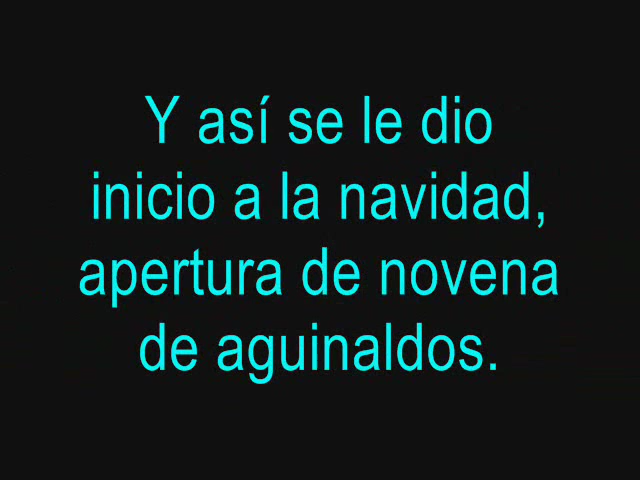 Y así se le dio
inicio a la navidad,
apertura de novena
de aguinaldos.